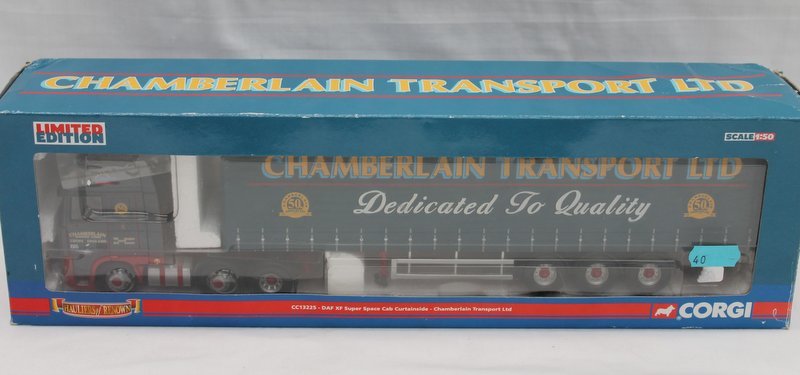 CHAMBERLAIN TRANSPORT LTD
LIMITED EDITION
SCALE 1:50
CHAMBERLAIN TRANSPORT LTD
50
Dedicated To Quality
50
CHAMBERLAIN
40
HAULIERS OF RENOWN
CC13225 - DAF XF Super Space Cab Curtainside - Chamberlain Transport Ltd
CORGI